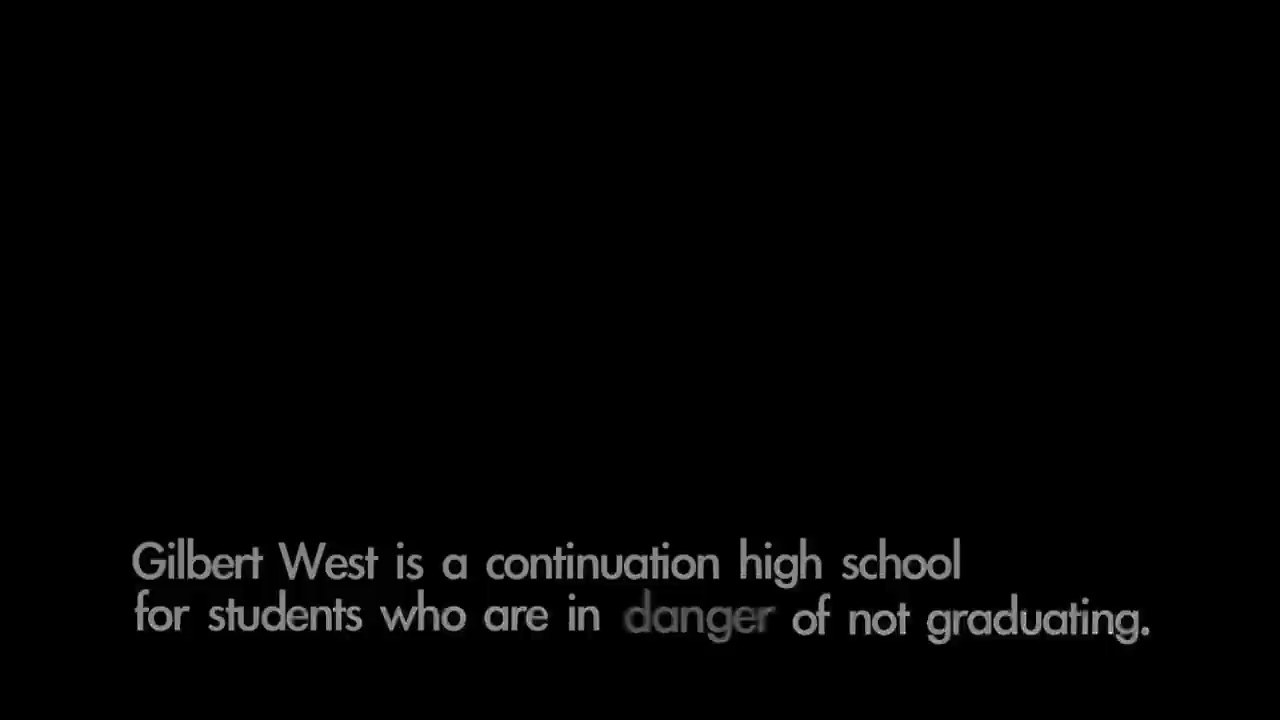 Gilbert West is a continuation high school
for students who are in danger of not graduating.